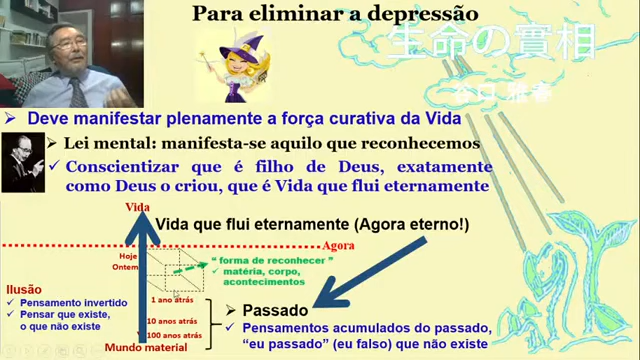 Para eliminar a depressão
生命の實相
谷口 雅春
Deve manifestar plenamente a força curativa da Vida
Lei mental: manifesta-se aquilo que reconhecemos
Conscientizar que é filho de Deus, exatamente
como Deus o criou, que é Vida que flui eternamente
Vida
Vida que flui eternamente (Agora eterno!)
Agora
Hoje
Ontem
“ forma de reconhecer ”
matéria, corpo,
acontecimentos
Ilusão
Pensamento invertido
Pensar que existe,
o que não existe
1 ano atrás
10 anos atrás
100 anos atrás
Mundo material
Passado
Pensamentos acumulados do passado,
“eu passado” (eu falso) que não existe